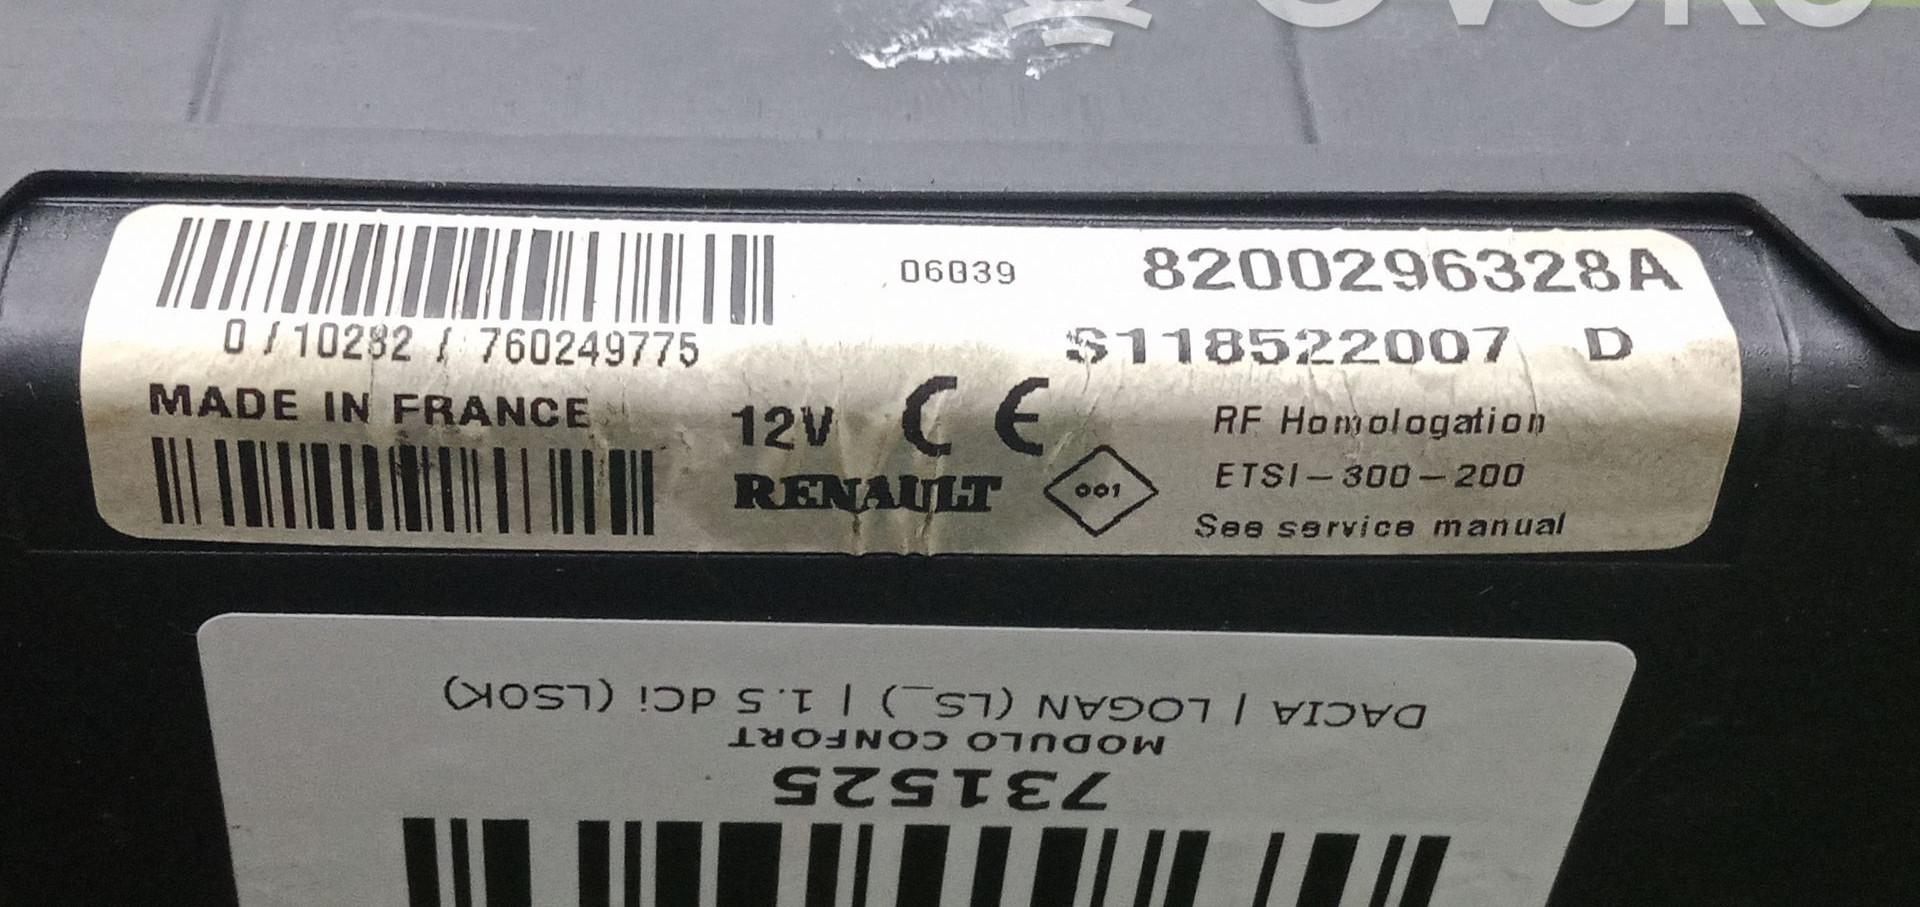 06039 8200296328A
0 / 10282 / 760249775 S118522007 D
MADE IN FRANCE 12V CE RF Homologation
RENAULT 001 ETSI-300-200
See service manual
731525
MODULO CONFORT
DACIA | LOGAN (LS_) | 1.5 dCi (LS0K)